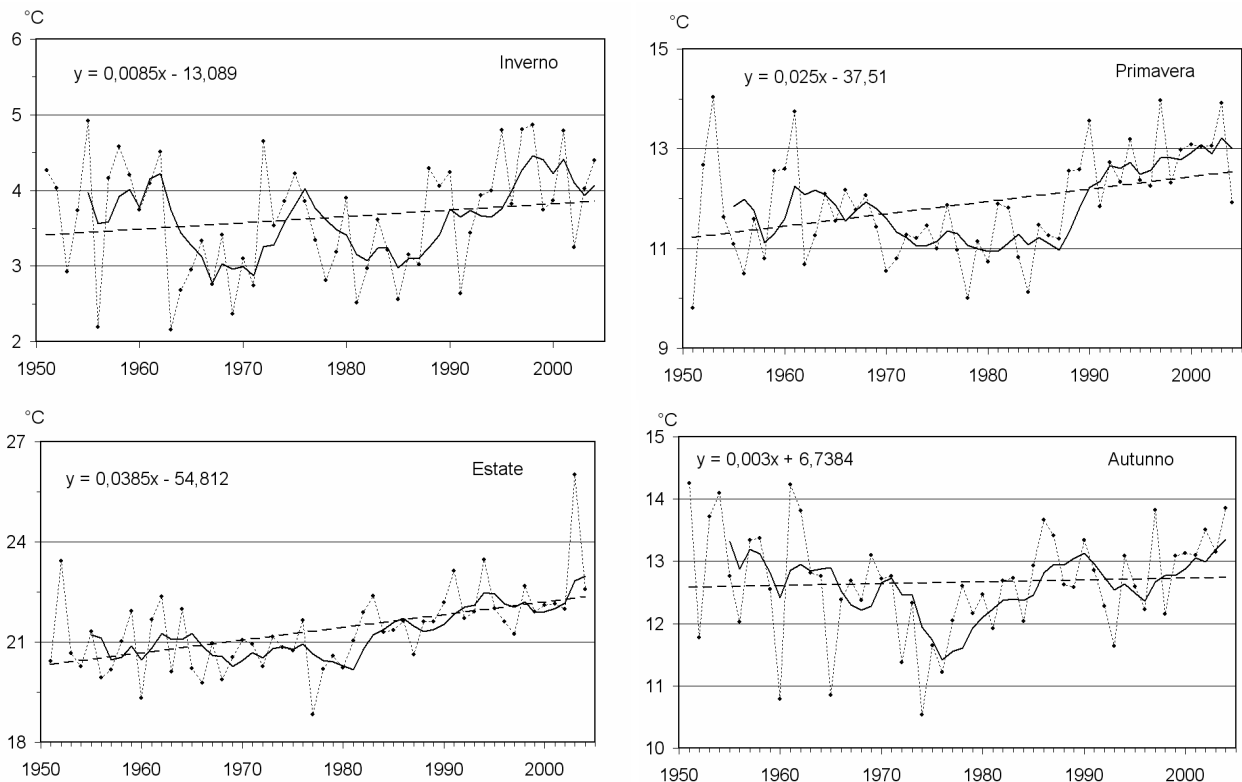 °C
6
5
4
3
2
y = 0,0085x - 13,089
Inverno
1950 1960 1970 1980 1990 2000
°C
15
13
11
9
y = 0,025x - 37,51
Primavera
1950 1960 1970 1980 1990 2000
°C
27
24
21
18
y = 0,0385x - 54,812
Estate
1950 1960 1970 1980 1990 2000
°C
15
14
13
12
11
10
y = 0,003x + 6,7384
Autunno
1950 1960 1970 1980 1990 2000